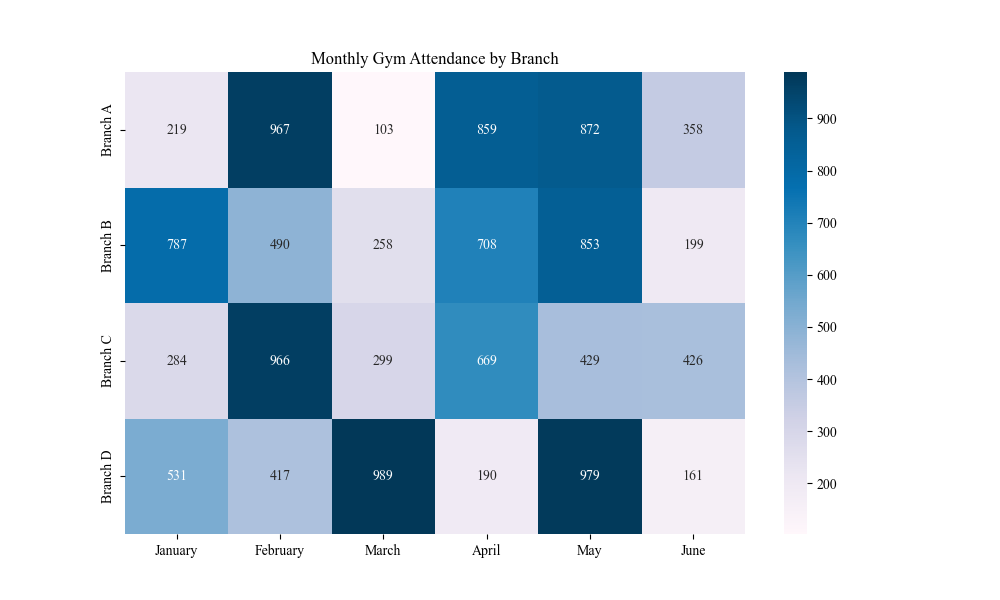 Monthly Gym Attendance by Branch
Branch A
219 967 103 859 872 358
Branch B
787 490 258 708 853 199
Branch C
284 966 299 669 429 426
Branch D
531 417 989 190 979 161
January February March April May June
900
800
700
600
500
400
300
200